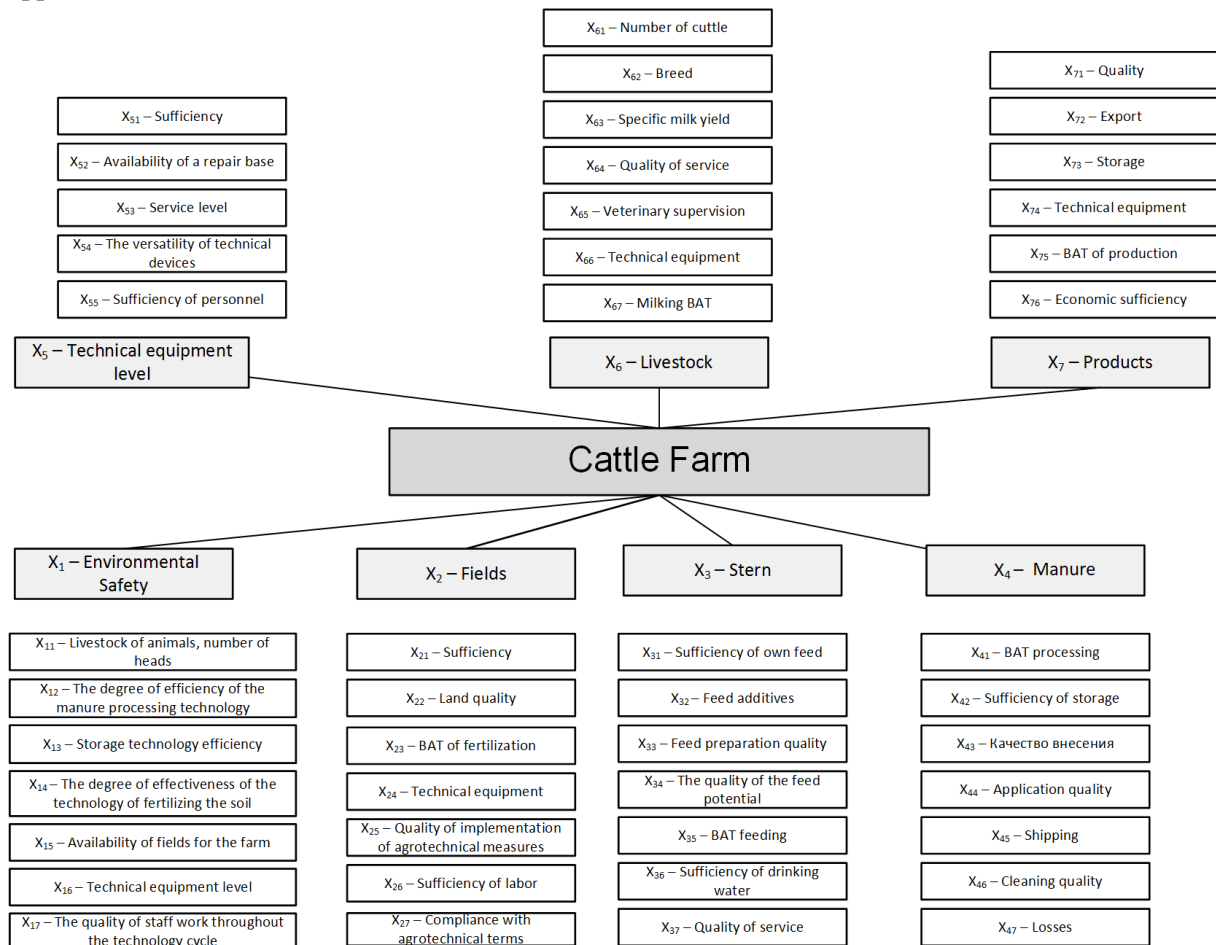 X₆₁ – Number of cuttle
X₆₂ – Breed
X₆₃ – Specific milk yield
X₆₄ – Quality of service
X₆₅ – Veterinary supervision
X₆₆ – Technical equipment
X₆₇ – Milking BAT
X₇₁ – Quality
X₇₂ – Export
X₇₃ – Storage
X₇₄ – Technical equipment
X₇₅ – BAT of production
X₇₆ – Economic sufficiency
X₅₁ – Sufficiency
X₅₂ – Availability of a repair base
X₅₃ – Service level
X₅₄ – The versatility of technical
devices
X₅₅ – Sufficiency of personnel
X₅ – Technical equipment
level
X₆ – Livestock
X₇ – Products
Cattle Farm
X₁ – Environmental
Safety
X₂ – Fields
X₃ – Stern
X₄ – Manure
X₁₁ – Livestock of animals, number of
heads
X₁₂ – The degree of efficiency of the
manure processing technology
X₁₃ – Storage technology efficiency
X₁₄ – The degree of effectiveness of the
technology of fertilizing the soil
X₁₅ – Availability of fields for the farm
X₁₆ – Technical equipment level
X₁₇ – The quality of staff work throughout
the technology cycle
X₂₁ – Sufficiency
X₂₂ – Land quality
X₂₃ – BAT of fertilization
X₂₄ – Technical equipment
X₂₅ – Quality of implementation
of agrotechnical measures
X₂₆ – Sufficiency of labor
X₂₇ – Compliance with
agrotechnical terms
X₃₁ – Sufficiency of own feed
X₃₂ – Feed additives
X₃₃ – Feed preparation quality
X₃₄ – The quality of the feed
potential
X₃₅ – BAT feeding
X₃₆ – Sufficiency of drinking
water
X₃₇ – Quality of service
X₄₁ – BAT processing
X₄₂ – Sufficiency of storage
X₄₃ – Качество внесения
X₄₄ – Application quality
X₄₅ – Shipping
X₄₆ – Cleaning quality
X₄₇ – Losses